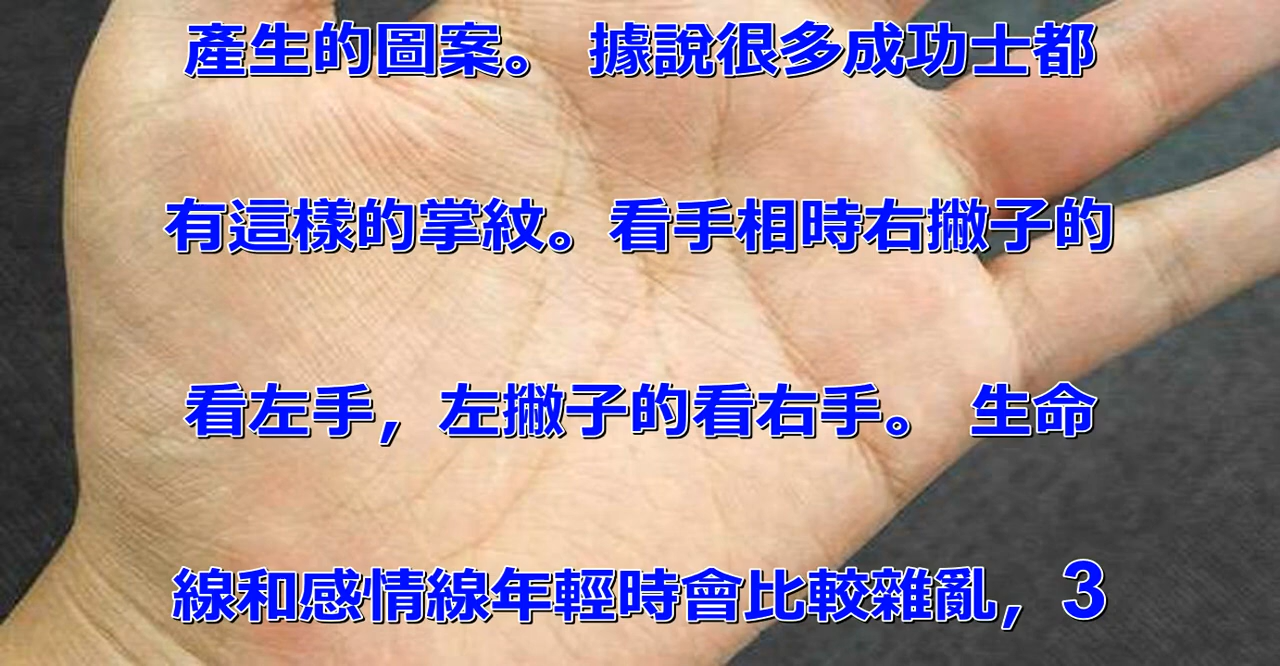 產生的圖案。 據說很多成功士都
有這樣的掌紋。看手相時右撇子的
看左手，左撇子的看右手。 生命
線和感情線年輕時會比較雜亂，3